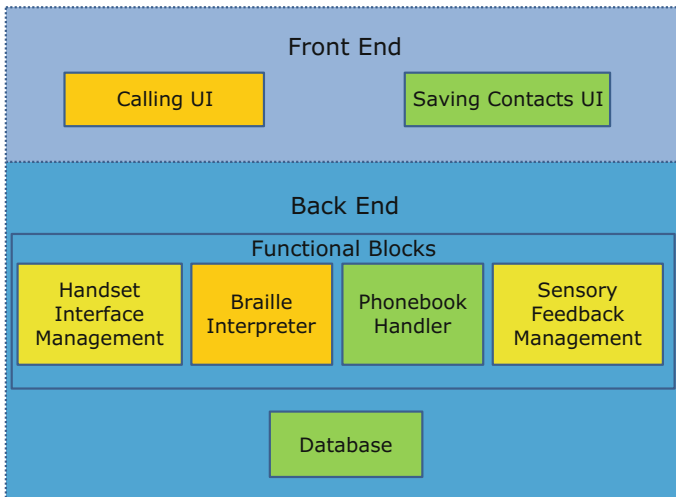 Front End
Calling UI
Saving Contacts UI
Back End
Functional Blocks
Handset
Interface
Management
Braille
Interpreter
Phonebook
Handler
Sensory
Feedback
Management
Database